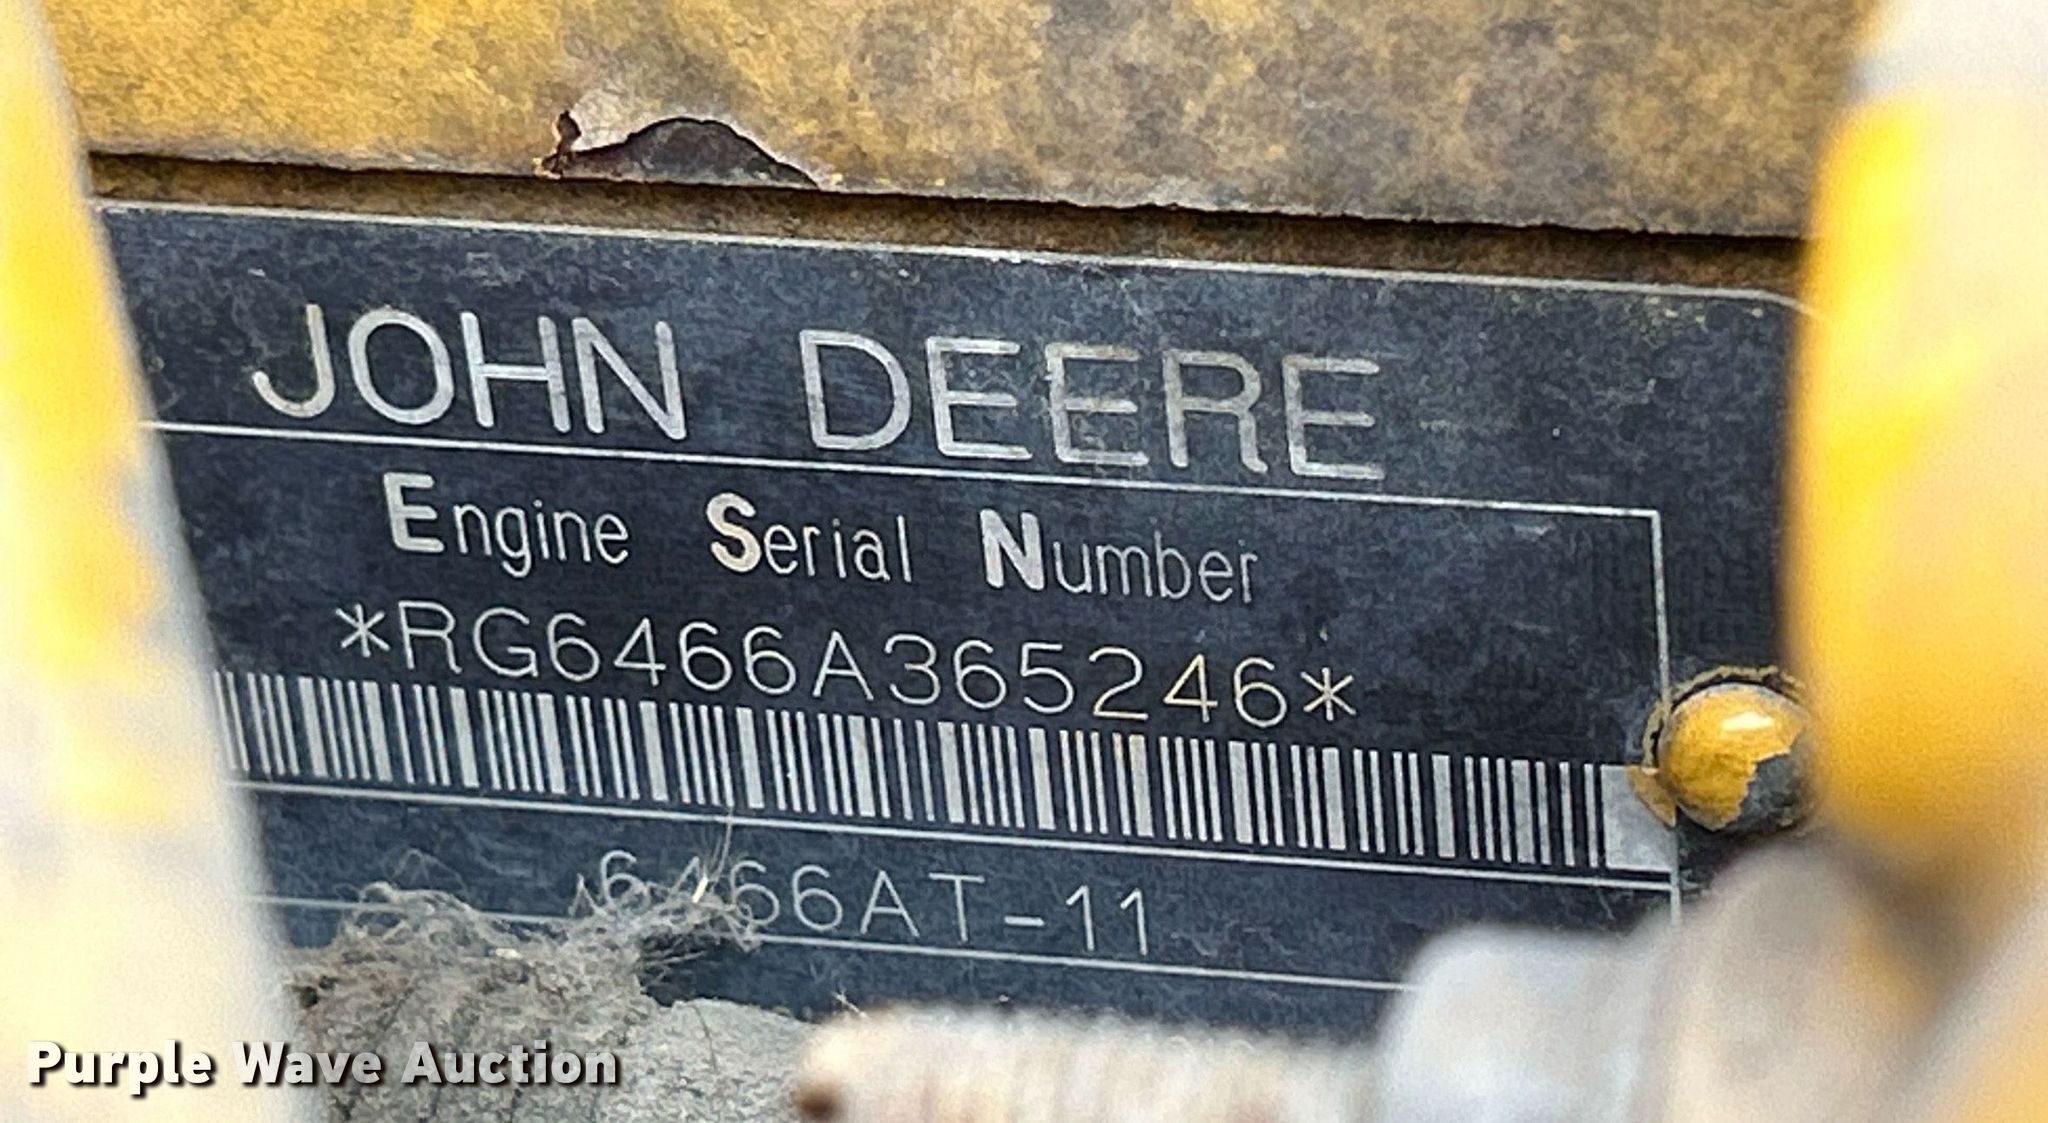 JOHN DEERE
Engine Serial Number
*RG6466A365246*
6466AT-11
Purple Wave Auction